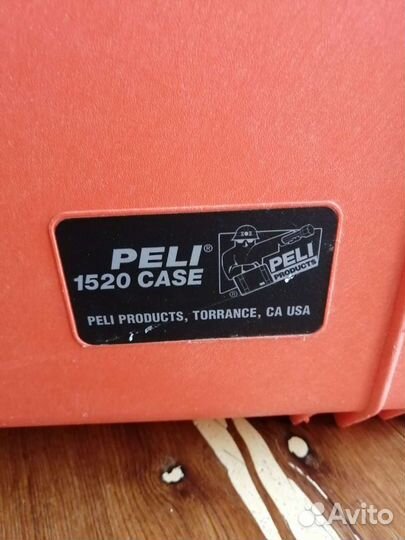 PELI®
1520 CASE
PELI
PRODUCTS
®
PELI PRODUCTS, TORRANCE, CA USA
Avito